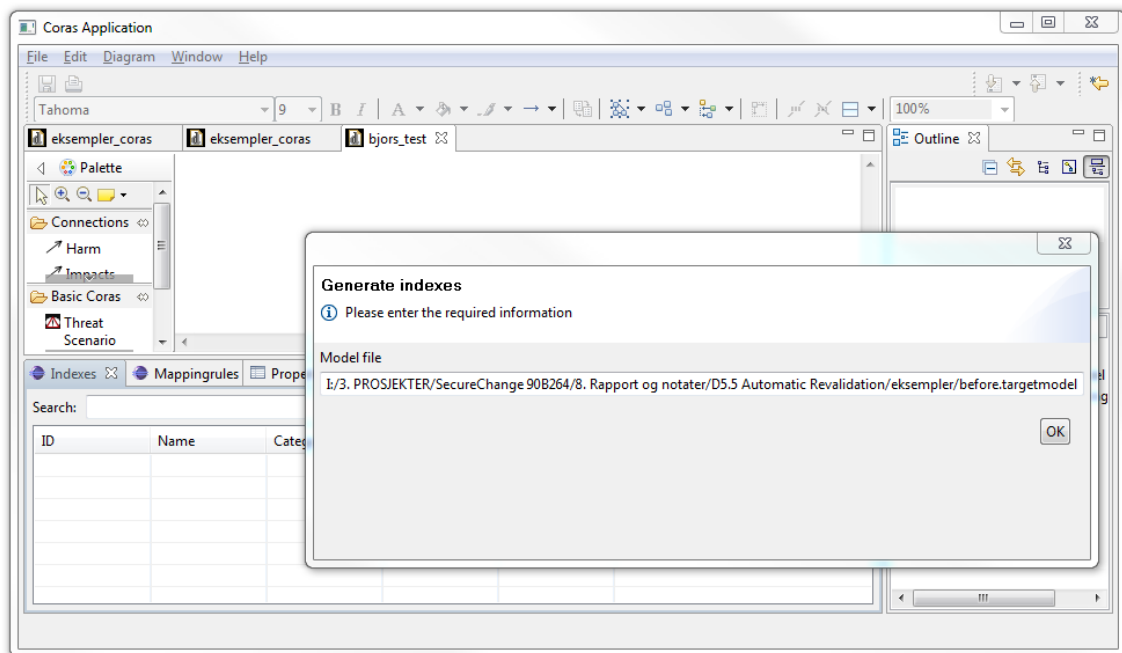 Coras Application
File Edit Diagram Window Help
Tahoma 9 B I A 100%
eksempler_coras eksempler_coras bjors_test Outline
Palette
Connections
Harm
Impacts
Basic Coras
Threat
Scenario
Generate indexes
Please enter the required information
Model file
I:/3. PROSJEKTER/SecureChange 90B264/8. Rapport og notater/D5.5 Automatic Revalidation/eksempler/before.targetmodel
OK
Indexes Mappingrules Prope
Search:
ID Name Categ